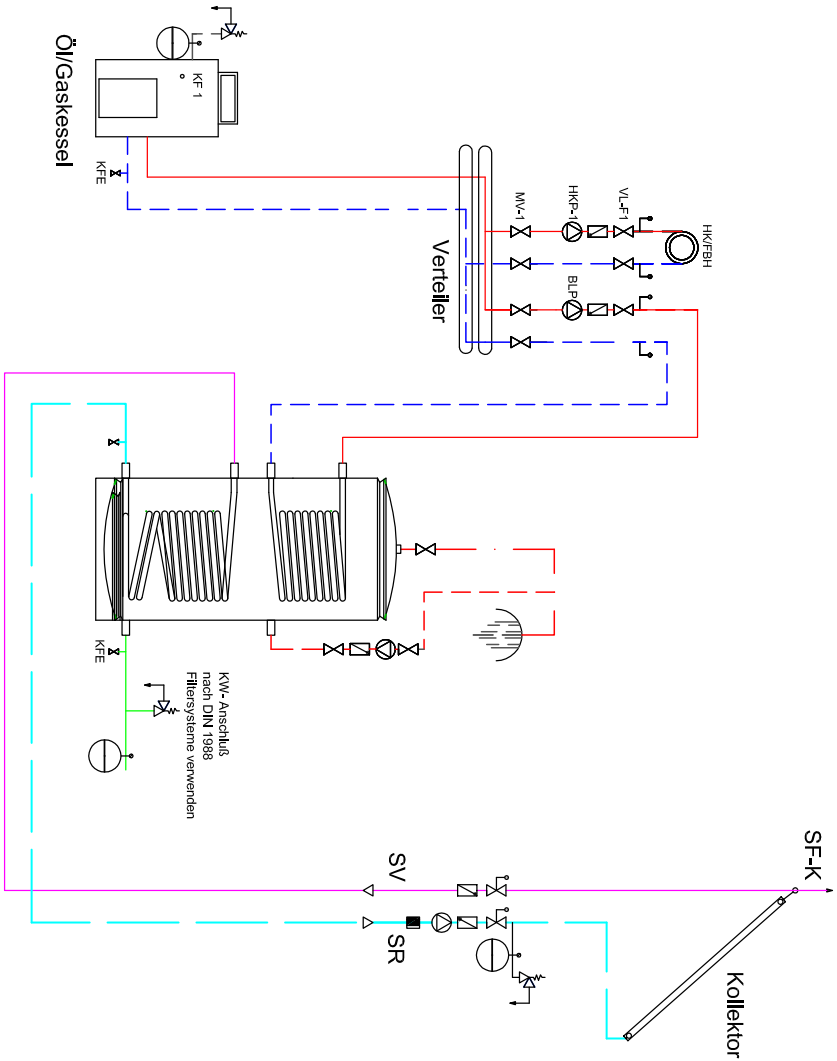 Öl/Gaskessel
KF 1
KFE
Verteiler
MV-1
HKP-1
VL-F1
HK/FBH
BLP
KFE
KW- Anschluß
nach DIN 1988
Filtersysteme verwenden
SV
SR
SF-K
Kollektor